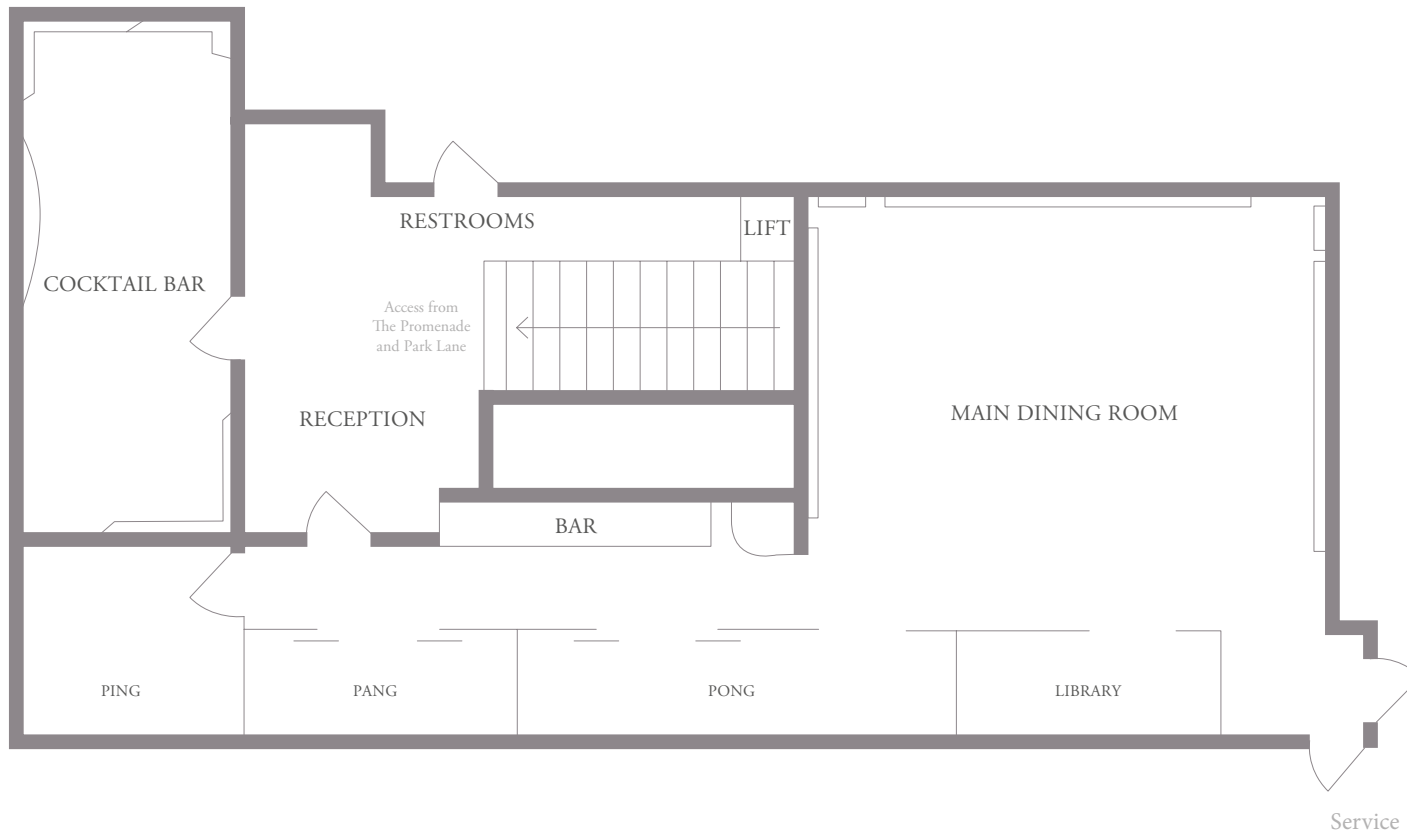 RESTROOMS
LIFT
COCKTAIL BAR
Access from
The Promenade
and Park Lane
RECEPTION
MAIN DINING ROOM
BAR
PING
PANG
PONG
LIBRARY
Service